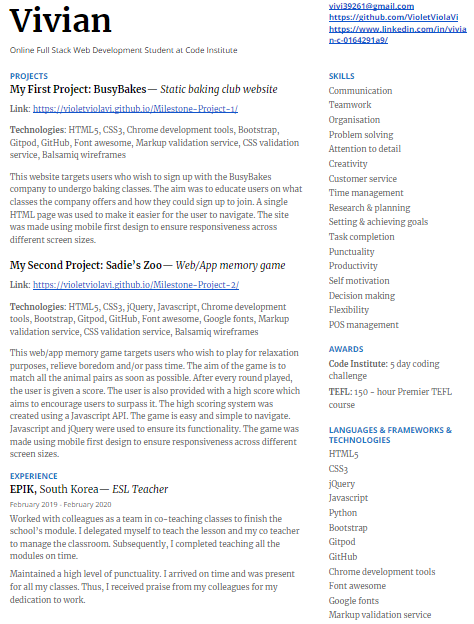 Vivian
Online Full Stack Web Development Student at Code Institute
vivi39261@gmail.com
https://github.com/VioletViolaVi
https://www.linkedin.com/in/vivia
n-c-0164291a9/
PROJECTS
My First Project: BusyBakes— Static baking club website
Link: https://violetviolavi.github.io/Milestone-Project-1/
Technologies: HTML5, CSS3, Chrome development tools, Bootstrap,
Gitpod, GitHub, Font awesome, Markup validation service, CSS validation
service, Balsamiq wireframes
This website targets users who wish to sign up with the BusyBakes
company to undergo baking classes. The aim was to educate users on what
classes the company offers and how they could sign up to join. A single
HTML page was used to make it easier for the user to navigate. The site
was made using mobile first design to ensure responsiveness across
different screen sizes.
My Second Project: Sadie's Zoo— Web/App memory game
Link: https://violetviolavi.github.io/Milestone-Project-2/
Technologies: HTML5, CSS3, jQuery, Javascript, Chrome development
tools, Bootstrap, Gitpod, GitHub, Font awesome, Google fonts, Markup
validation service, CSS validation service, Balsamiq wireframes
This web/app memory game targets users who wish to play for relaxation
purposes, relieve boredom and/or pass time. The aim of the game is to
match all the animal pairs as soon as possible. After every round played,
the user is given a score. The user is also provided with a high score which
aims to encourage users to surpass it. The high scoring system was
created using a Javascript API. The game is easy and simple to navigate.
Javascript and jQuery were used to ensure its functionality. The game was
made using mobile first design to ensure responsiveness across different
screen sizes.
EXPERIENCE
EPIK, South Korea— ESL Teacher
February 2019 - February 2020
Worked with colleagues as a team in co-teaching classes to finish the
school's module. I delegated myself to teach the lesson and my co teacher
to manage the classroom. Subsequently, I completed teaching all the
modules on time.
Maintained a high level of punctuality. I arrived on time and was present
for all my classes. Thus, I received praise from my colleagues for my
dedication to work.
SKILLS
Communication
Teamwork
Organisation
Problem solving
Attention to detail
Creativity
Customer service
Time management
Research & planning
Setting & achieving goals
Task completion
Punctuality
Productivity
Self motivation
Decision making
Flexibility
POS management
AWARDS
Code Institute: 5 day coding
challenge
TEFL: 150 - hour Premier TEFL
course
LANGUAGES & FRAMEWORKS &
TECHNOLOGIES
HTML5
CSS3
jQuery
Javascript
Python
Bootstrap
Gitpod
GitHub
Chrome development tools
Font awesome
Google fonts
Markup validation service